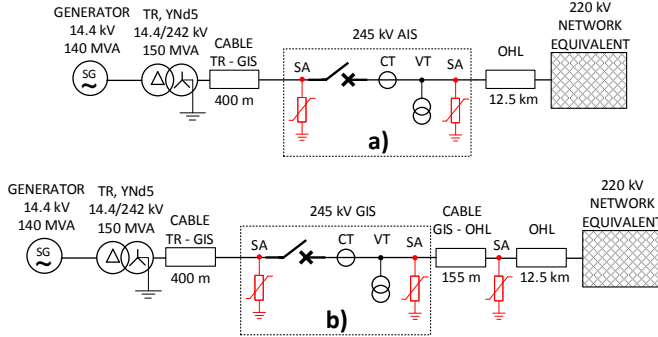 GENERATOR
14.4 kV
140 MVA
SG
~
TR, YNd5
14.4/242 kV
150 MVA
CABLE
TR - GIS
400 m
245 kV AIS
SA
CT
VT
SA
a)
OHL
12.5 km
220 kV
NETWORK
EQUIVALENT
GENERATOR
14.4 kV
140 MVA
SG
~
TR, YNd5
14.4/242 kV
150 MVA
CABLE
TR - GIS
400 m
245 kV GIS
SA
CT
VT
SA
b)
CABLE
GIS - OHL
155 m
SA
OHL
12.5 km
220 kV
NETWORK
EQUIVALENT